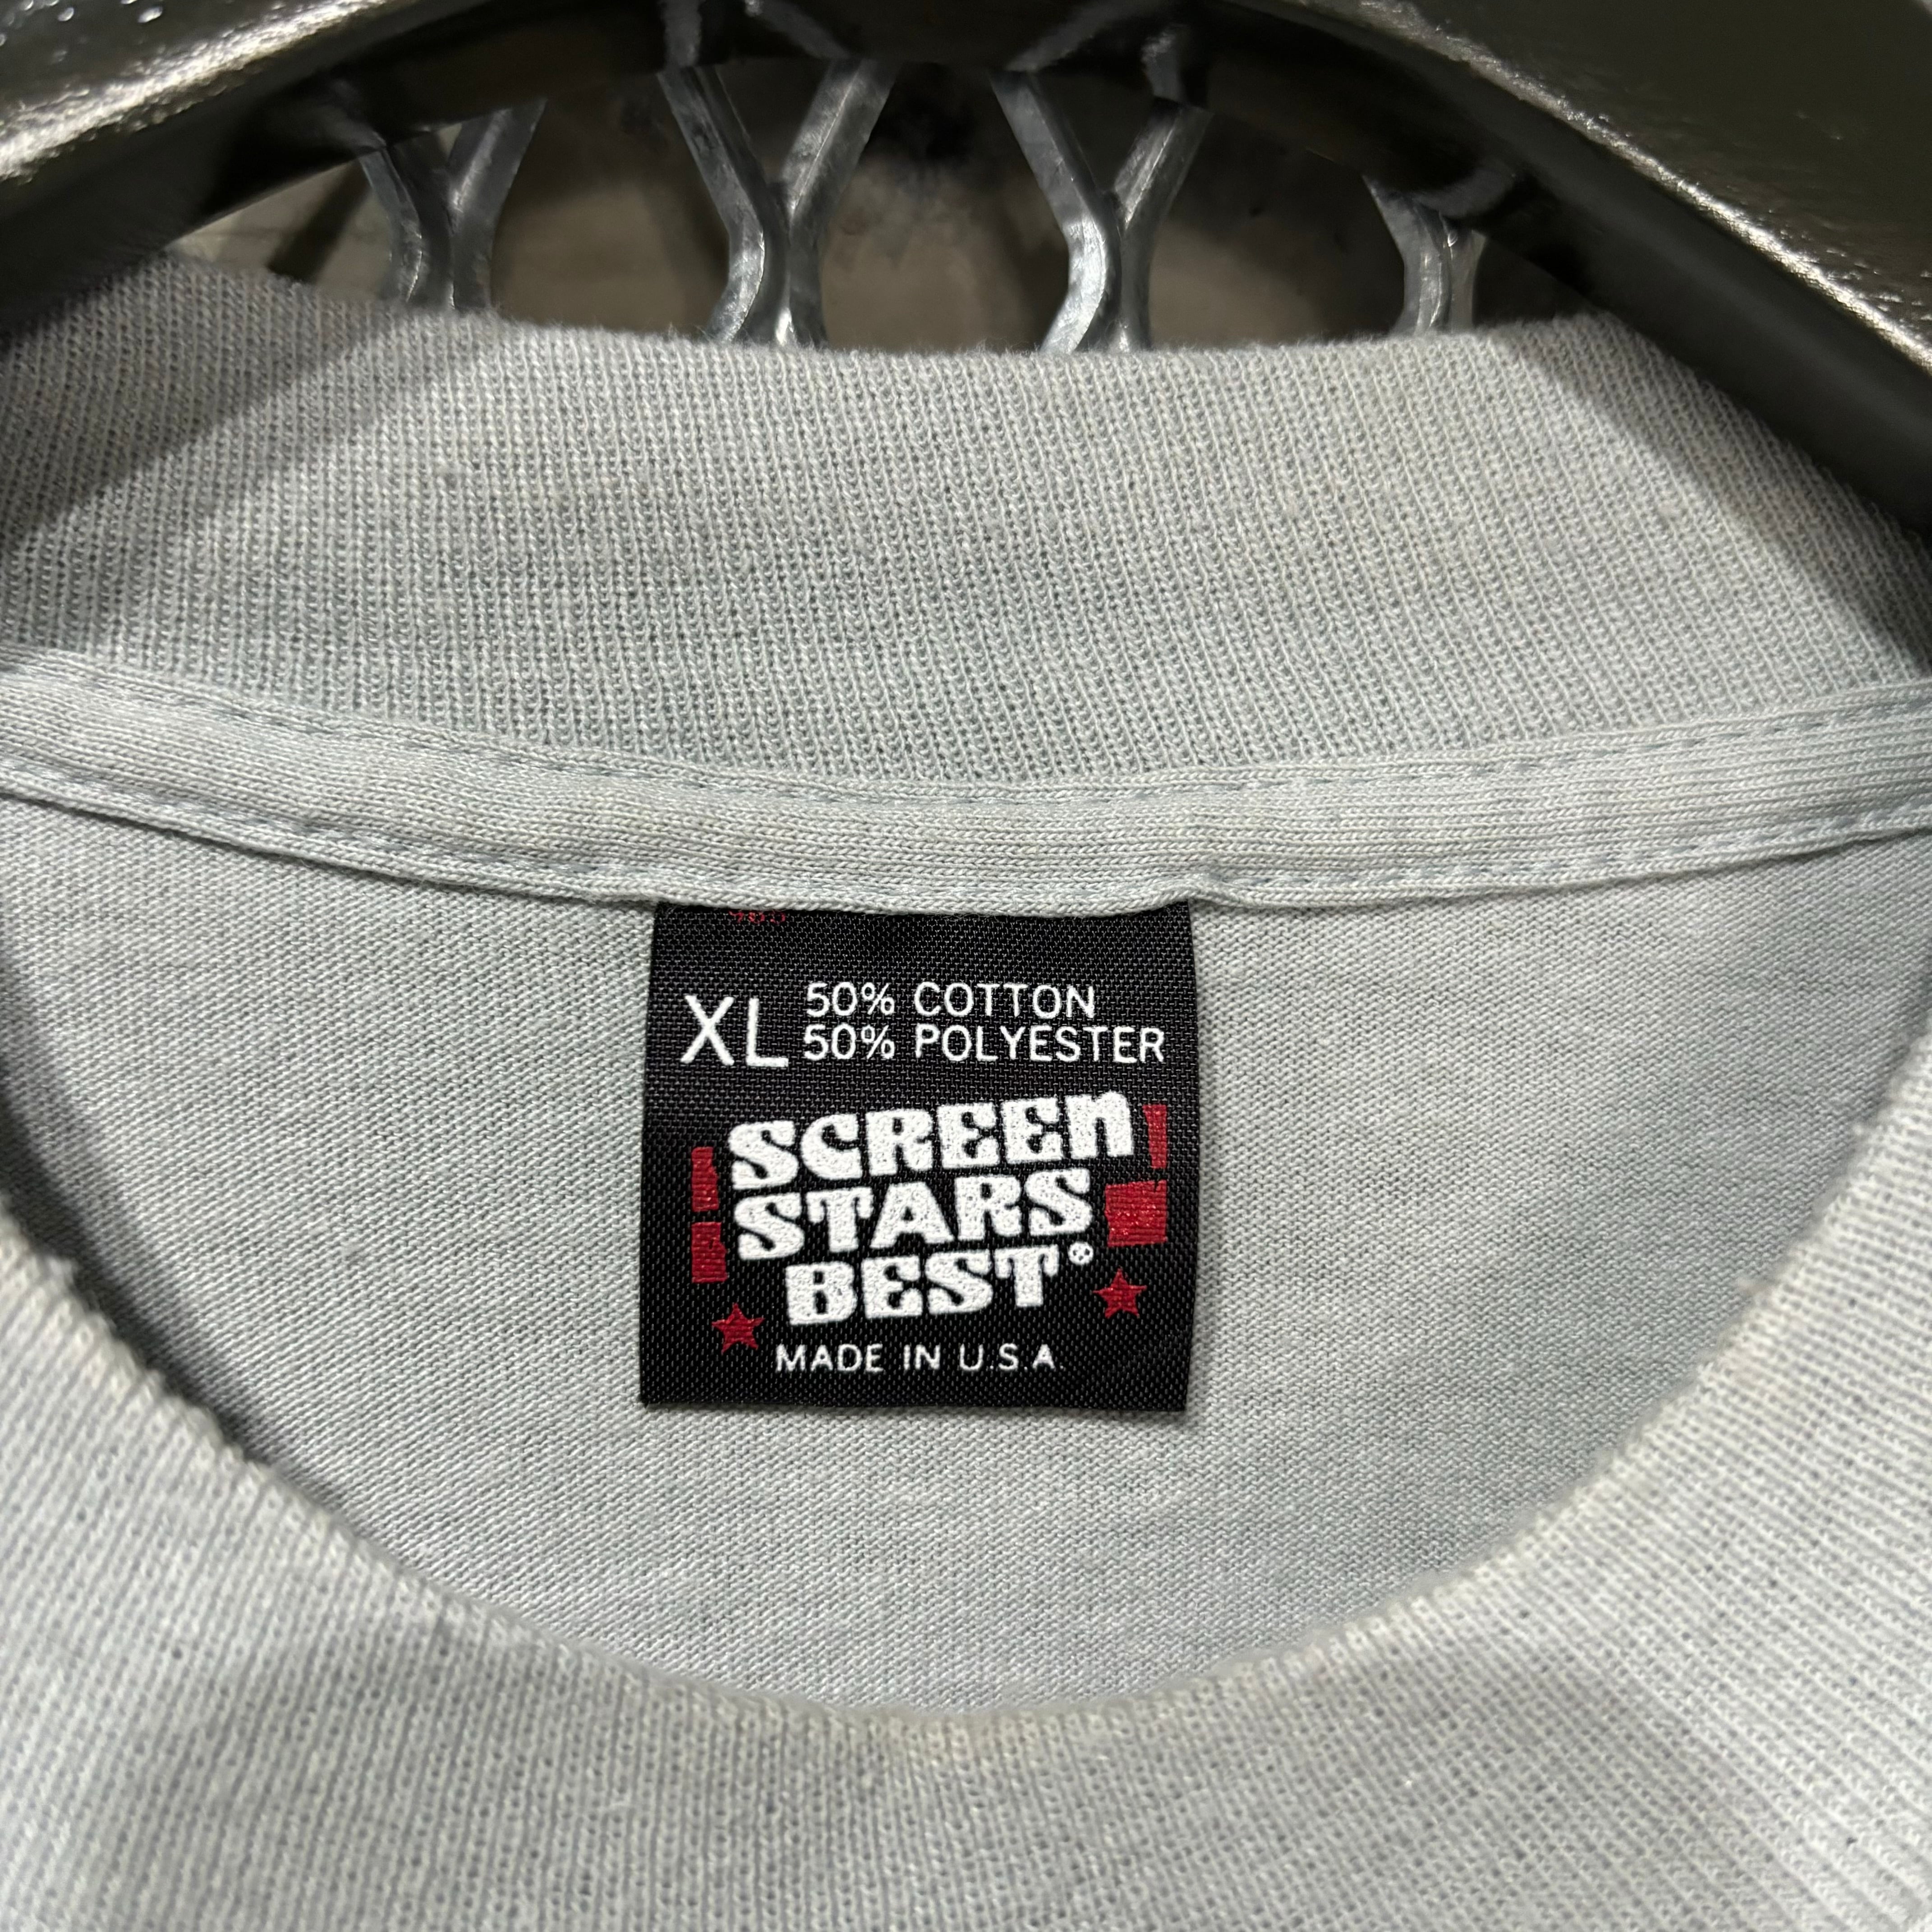 XL 50% COTTON
50% POLYESTER
SCREEN
STARS
BEST®
MADE IN U.S.A.